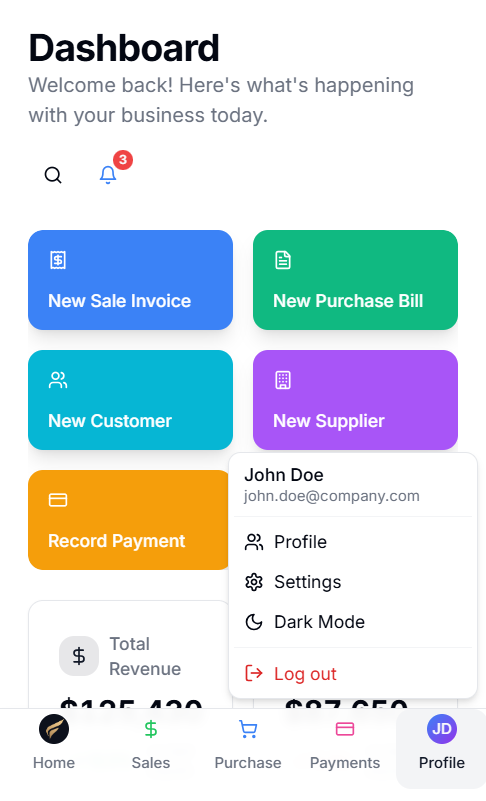 Dashboard
Welcome back! Here's what's happening
with your business today.
3
New Sale Invoice
New Purchase Bill
New Customer
New Supplier
Record Payment
John Doe
john.doe@company.com
Profile
Settings
Dark Mode
Log out
Total
Revenue
JD
Home
Sales
Purchase
Payments
Profile